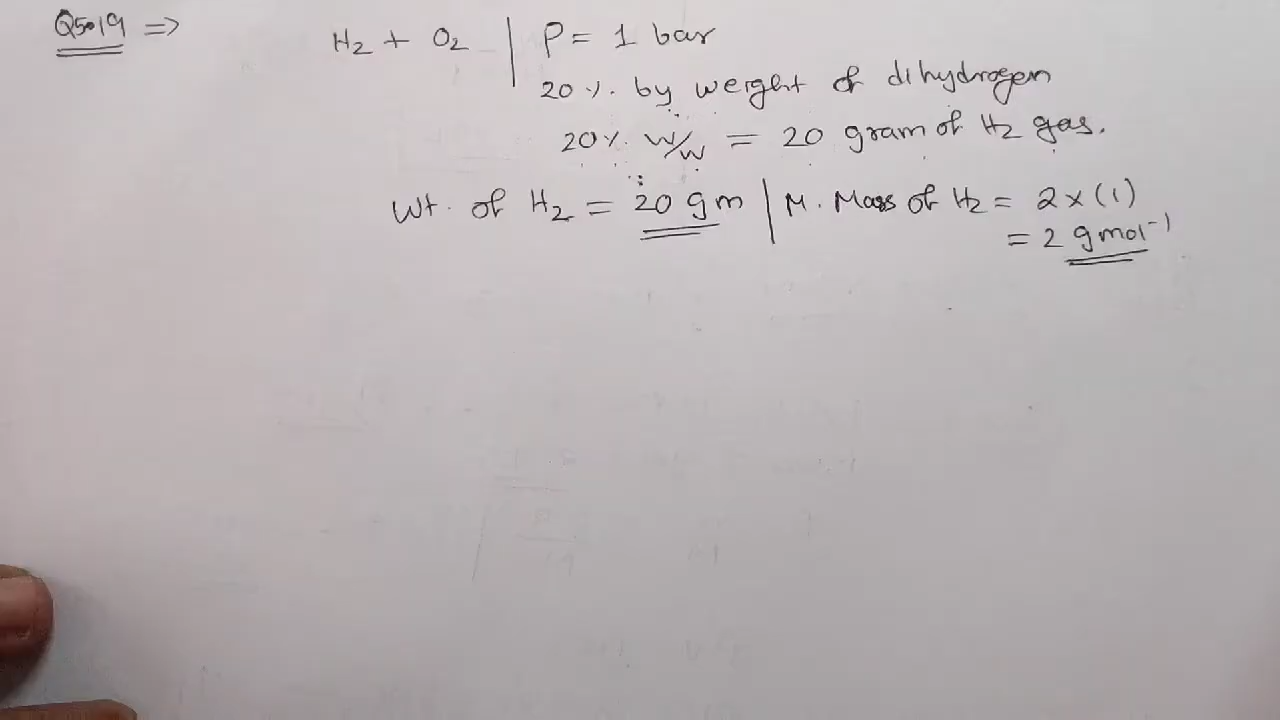 Q5.19 ⇒
H₂ + O₂ | P = 1 bar
20 %. by weight of dihydrogen
20 %. W/W = 20 gram of H₂ gas.
Wt. of H₂ = 20 gm | M. Mass of H₂ = 2 × (1)
= 2 g mol⁻¹